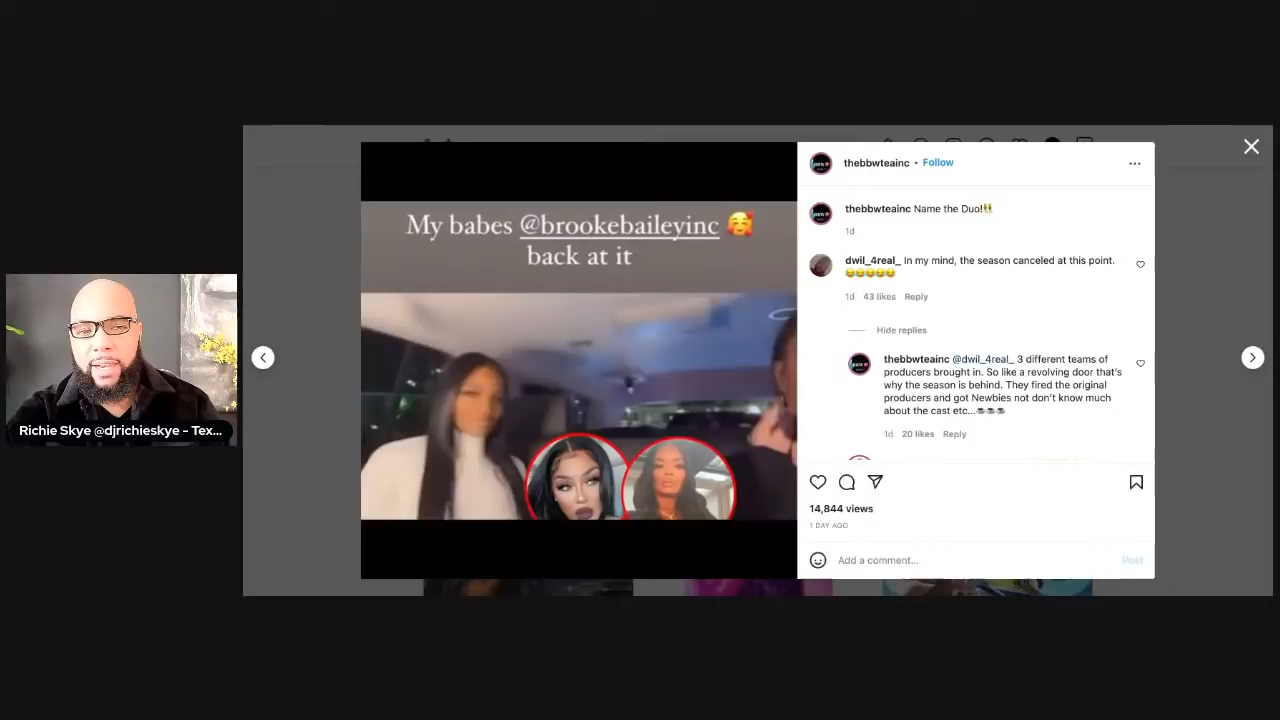 My babes @brookebaileyinc 🥰
back at it
Richie Skye @djrichieskye - Tex...
thebbwteainc • Follow
thebbwteainc Name the Duo!👯
1d
dwil_4real_ In my mind, the season canceled at this point.
😂😂😂😂😂
1d 43 likes Reply
Hide replies
thebbwteainc @dwil_4real_ 3 different teams of
producers brought in. So like a revolving door that's
why the season is behind. They fired the original
producers and got Newbies not don't know much
about the cast etc...☕☕☕
1d 20 likes Reply
14,844 views
1 DAY AGO
Add a comment...
Post